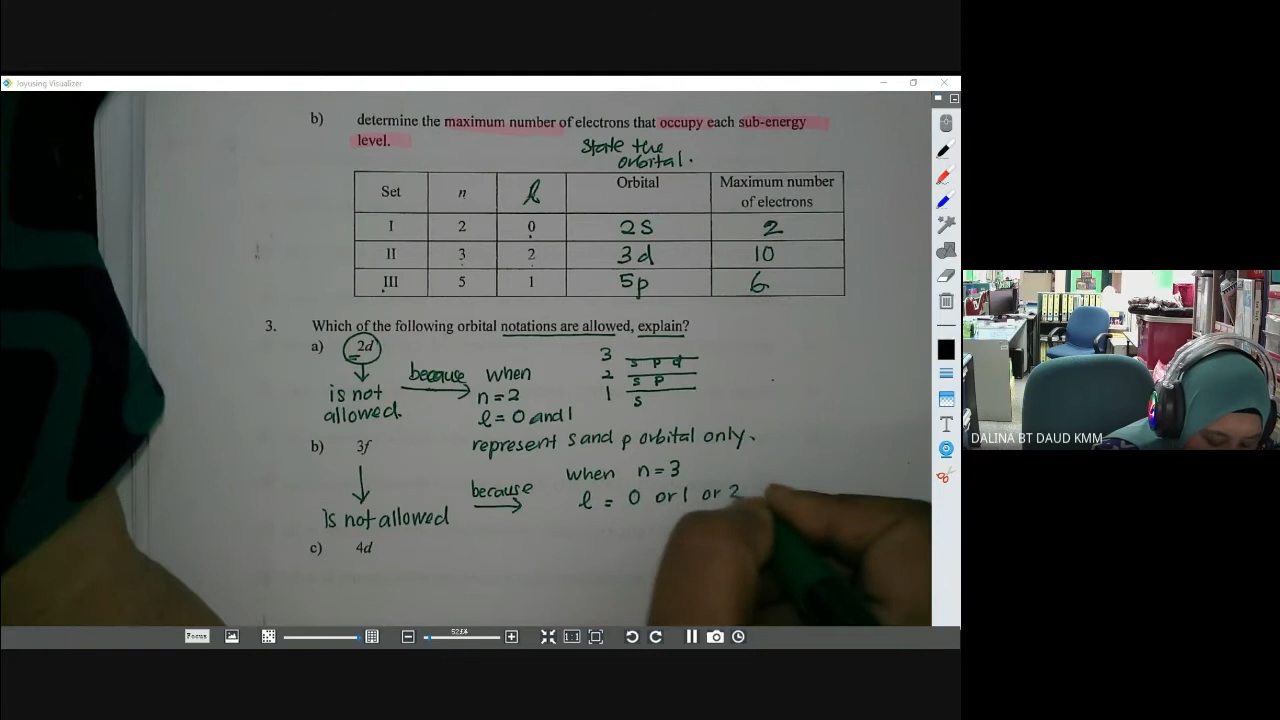 Joyusing Visualizer
b) determine the maximum number of electrons that occupy each sub-energy
level.
State the
orbital.
Set n l Orbital Maximum number
of electrons
I 2 0 2s 2
II 3 2 3d 10
III 5 1 5p 6
3. Which of the following orbital notations are allowed, explain?
a) 2d
is not
allowed.
because when
n = 2
l = 0 and 1
represent s and p orbital only.
3 s p d
2 s p
1 s
b) 3f
Is not allowed
because
when n = 3
l = 0 or 1 or 2
c) 4d
Focus
1:1
DALINA BT DAUD KMM